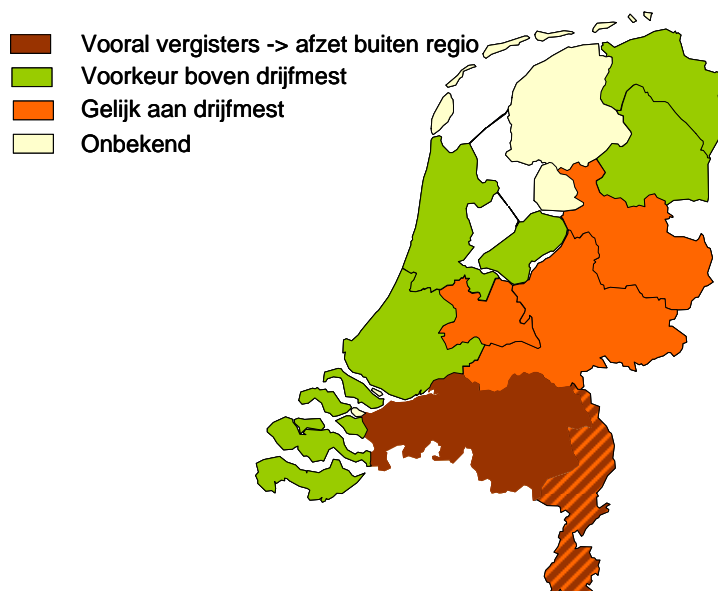 Vooral vergisters -> afzet buiten regio
Voorkeur boven drijfmest
Gelijk aan drijfmest
Onbekend